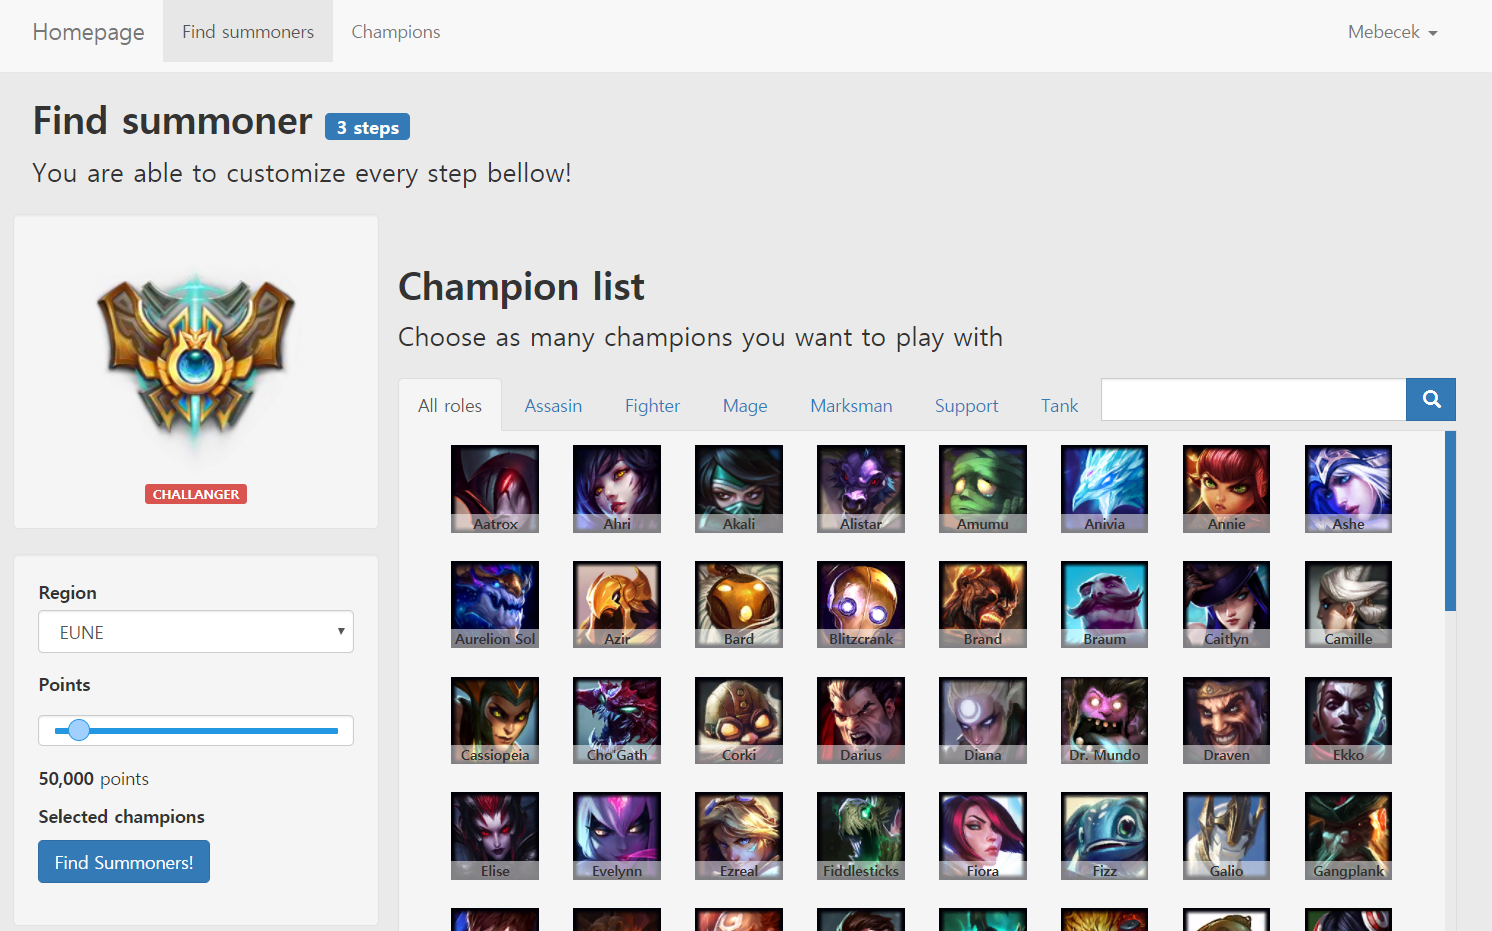 Homepage Find summoners Champions Mebecek
Find summoner 3 steps
You are able to customize every step bellow!
CHALLANGER
Region
EUNE
Points
50,000 points
Selected champions
Find Summoners!
Champion list
Choose as many champions you want to play with
All roles Assasin Fighter Mage Marksman Support Tank
Aatrox Ahri Akali Alistar Amumu Anivia Annie Ashe
Aurelion Sol Azir Bard Blitzcrank Brand Braum Caitlyn Camille
Cassiopeia Cho'Gath Corki Darius Diana Dr. Mundo Draven Ekko
Elise Evelynn Ezreal Fiddlesticks Fiora Fizz Galio Gangplank